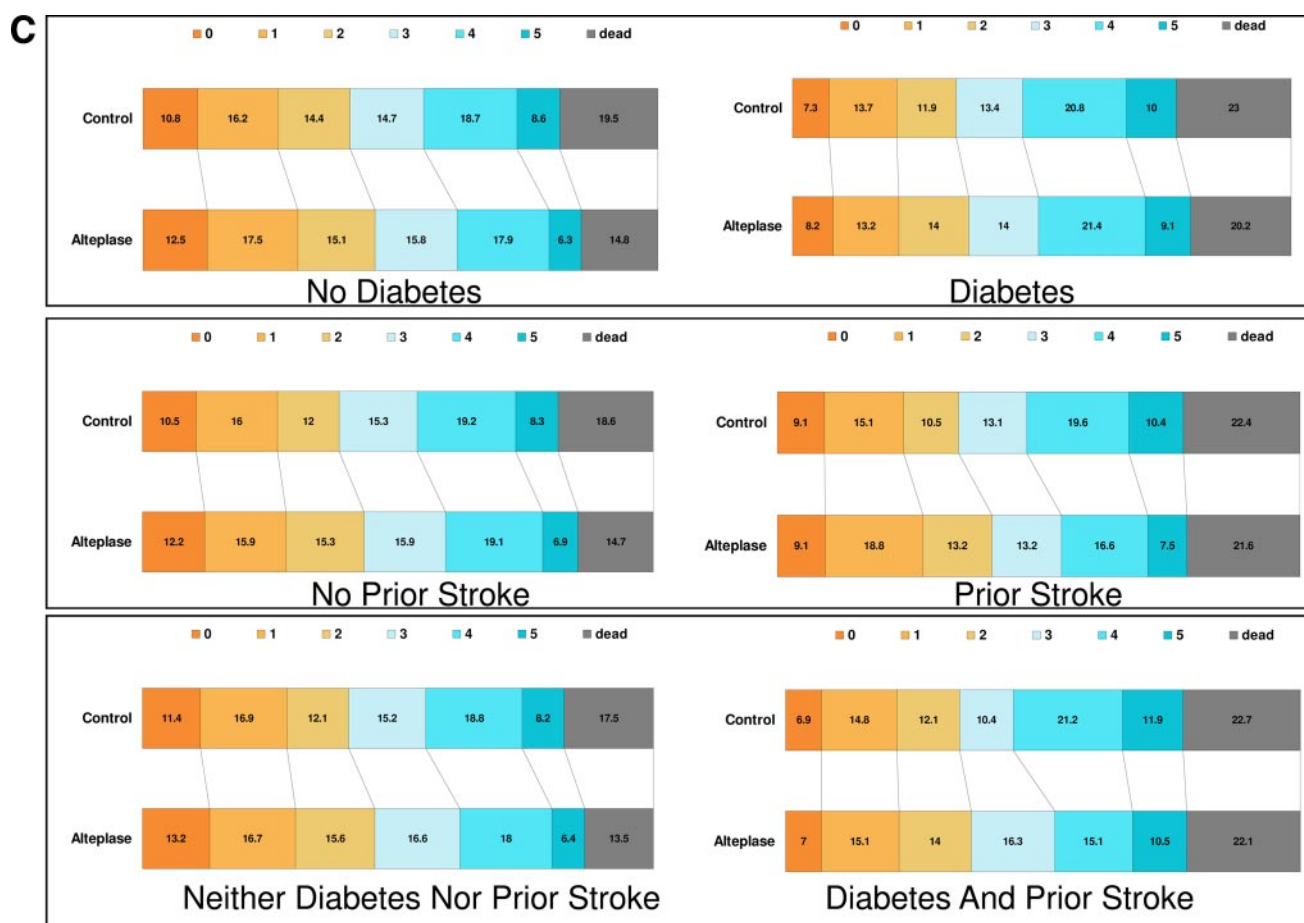 C
0 1 2 3 4 5 dead
Control 10.8 16.2 14.4 14.7 18.7 8.6 19.5
Alteplase 12.5 17.5 15.1 15.8 17.9 6.3 14.8
No Diabetes
0 1 2 3 4 5 dead
Control 7.3 13.7 11.9 13.4 20.8 10 23
Alteplase 8.2 13.2 14 14 21.4 9.1 20.2
Diabetes
0 1 2 3 4 5 dead
Control 10.5 16 12 15.3 19.2 8.3 18.6
Alteplase 12.2 15.9 15.3 15.9 19.1 6.9 14.7
No Prior Stroke
0 1 2 3 4 5 dead
Control 9.1 15.1 10.5 13.1 19.6 10.4 22.4
Alteplase 9.1 18.8 13.2 13.2 16.6 7.5 21.6
Prior Stroke
0 1 2 3 4 5 dead
Control 11.4 16.9 12.1 15.2 18.8 8.2 17.5
Alteplase 13.2 16.7 15.6 16.6 18 6.4 13.5
Neither Diabetes Nor Prior Stroke
0 1 2 3 4 5 dead
Control 6.9 14.8 12.1 10.4 21.2 11.9 22.7
Alteplase 7 15.1 14 16.3 15.1 10.5 22.1
Diabetes And Prior Stroke